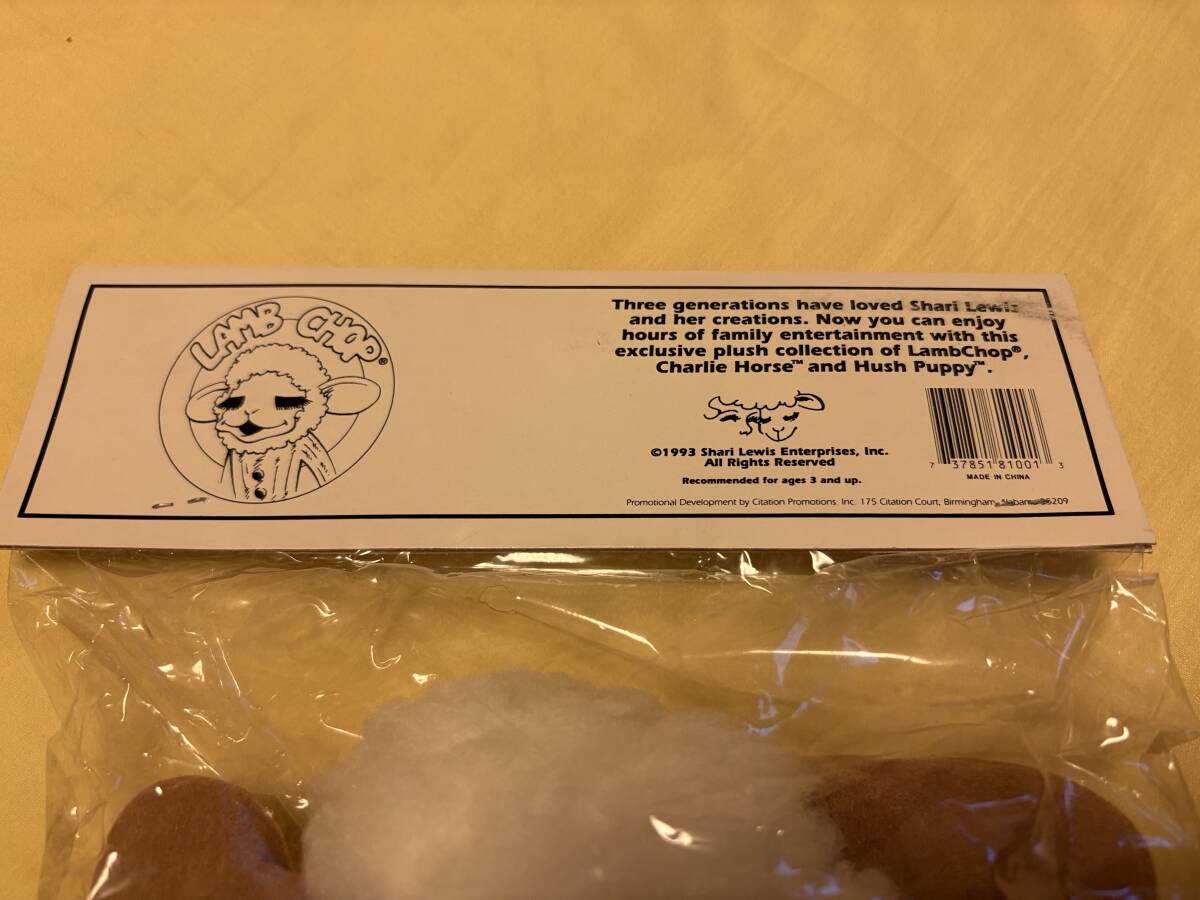 LAMB CHOP®
Three generations have loved Shari Lewis
and her creations. Now you can enjoy
hours of family entertainment with this
exclusive plush collection of LambChop®,
Charlie Horse™ and Hush Puppy™.
©1993 Shari Lewis Enterprises, Inc.
All Rights Reserved
Recommended for ages 3 and up.
7 37851 81001 3
MADE IN CHINA
Promotional Development by Citation Promotions. Inc. 175 Citation Court, Birmingham, Alabama 35209